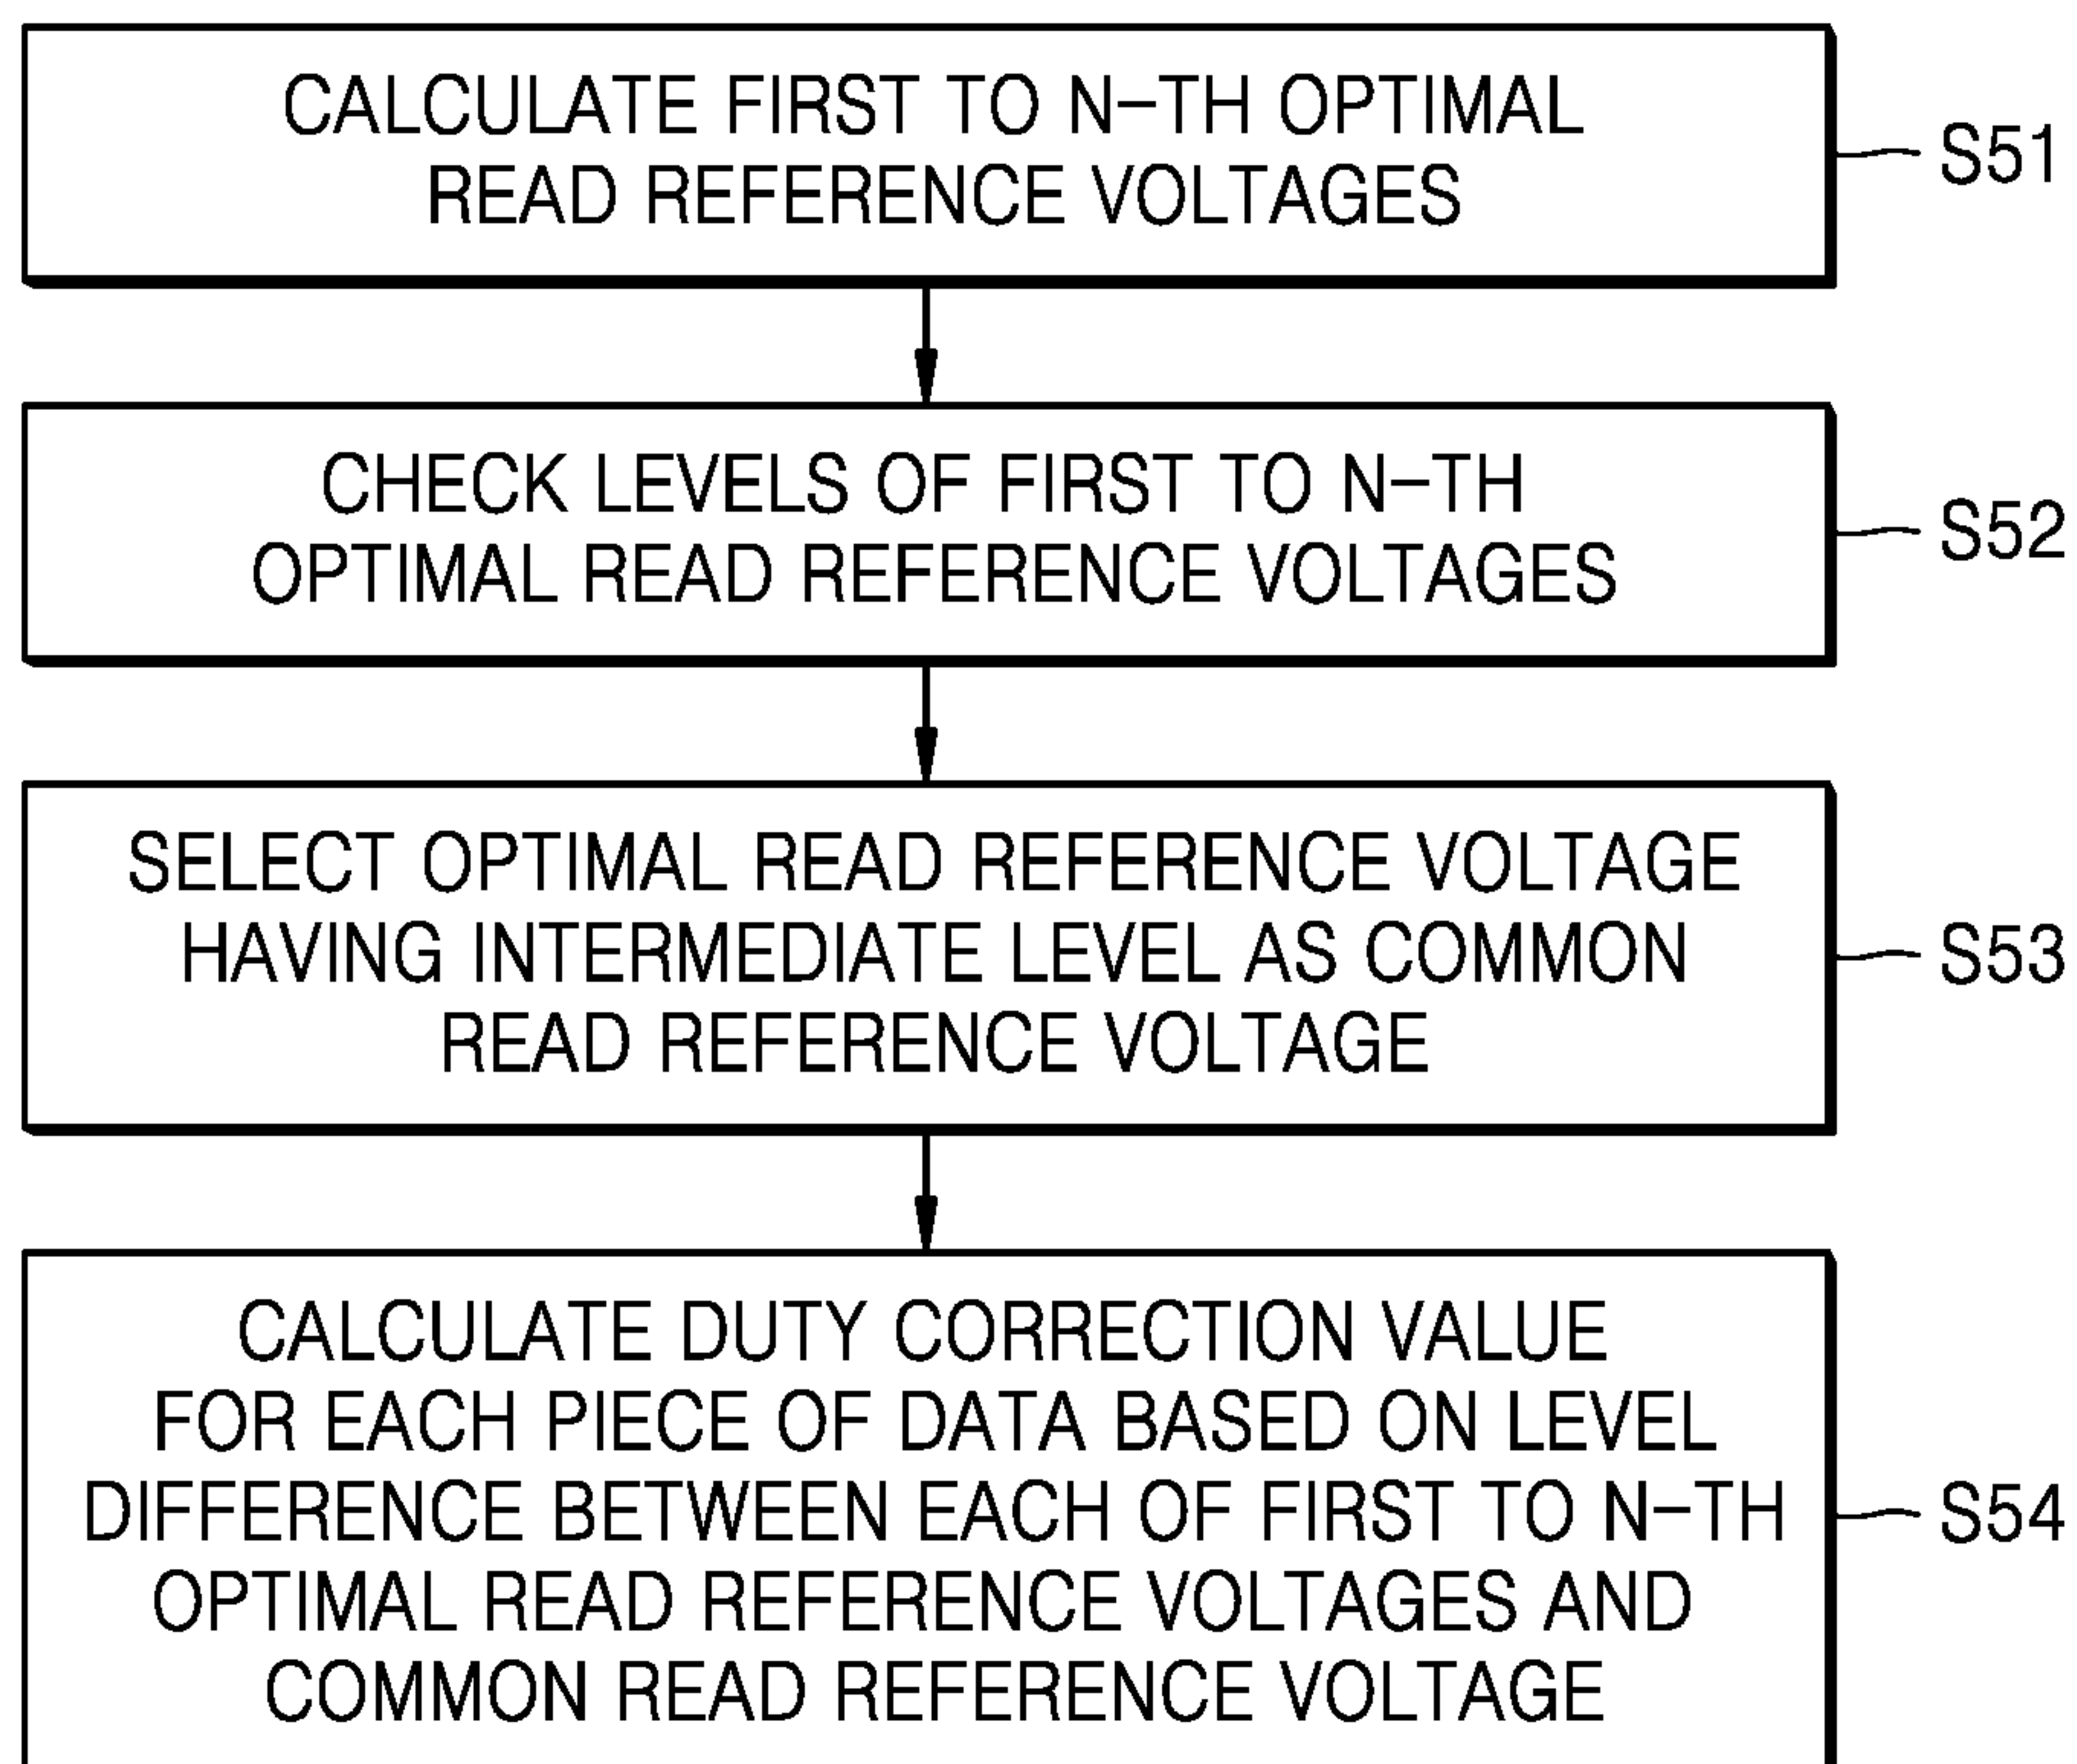 CALCULATE FIRST TO N-TH OPTIMAL
READ REFERENCE VOLTAGES
S51
CHECK LEVELS OF FIRST TO N-TH
OPTIMAL READ REFERENCE VOLTAGES
S52
SELECT OPTIMAL READ REFERENCE VOLTAGE
HAVING INTERMEDIATE LEVEL AS COMMON
READ REFERENCE VOLTAGE
S53
CALCULATE DUTY CORRECTION VALUE
FOR EACH PIECE OF DATA BASED ON LEVEL
DIFFERENCE BETWEEN EACH OF FIRST TO N-TH
OPTIMAL READ REFERENCE VOLTAGES AND
COMMON READ REFERENCE VOLTAGE
S54